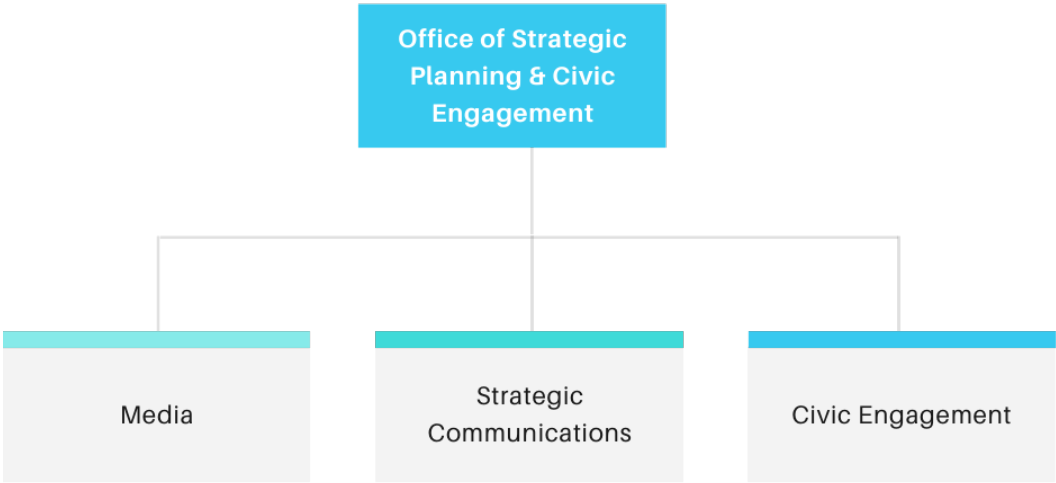 Office of Strategic
Planning & Civic
Engagement
Media
Strategic
Communications
Civic Engagement